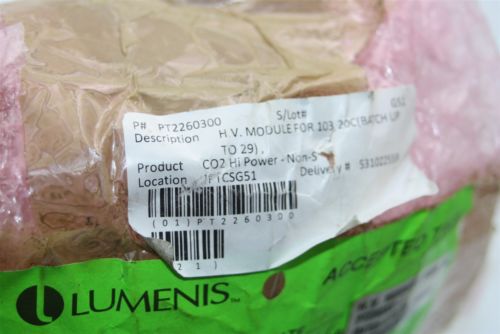 P# PT2260300 S/Lot#
Description H.V. MODULE FOR 103 20C(BATCH UP
TO 29),
Product CO2 Hi Power - Non-S
Location Delivery #
(01)PT2260300
21)
LUMENIS™
ACCEPTED